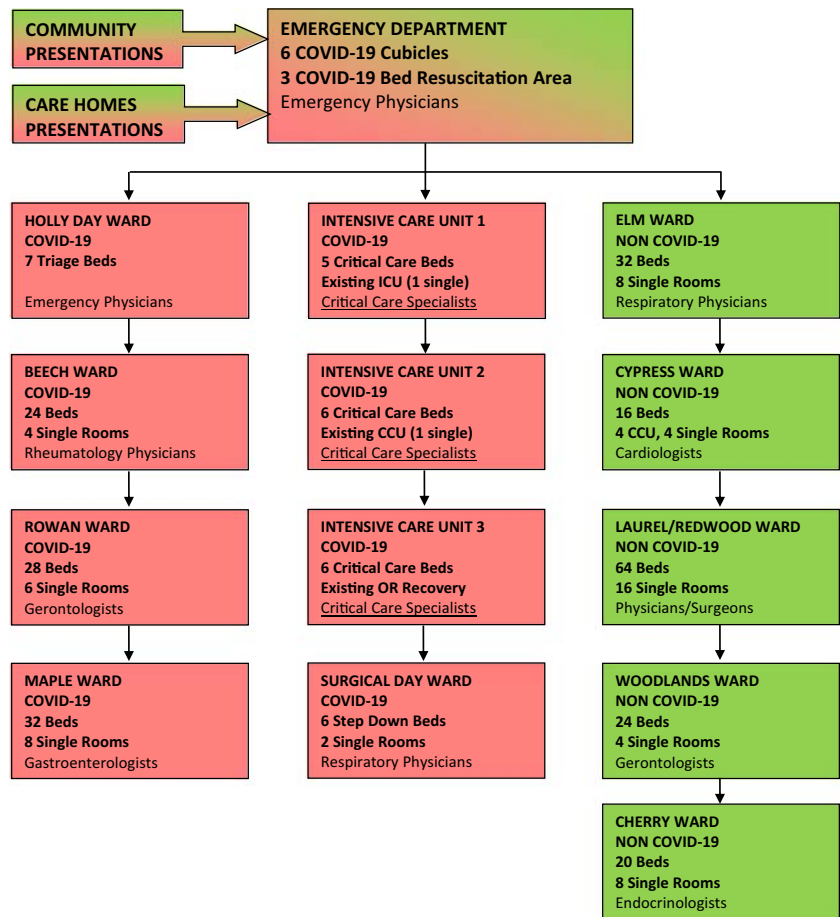 COMMUNITY
PRESENTATIONS
CARE HOMES
PRESENTATIONS
EMERGENCY DEPARTMENT
6 COVID-19 Cubicles
3 COVID-19 Bed Resuscitation Area
Emergency Physicians
HOLLY DAY WARD
COVID-19
7 Triage Beds
Emergency Physicians
BEECH WARD
COVID-19
24 Beds
4 Single Rooms
Rheumatology Physicians
ROWAN WARD
COVID-19
28 Beds
6 Single Rooms
Gerontologists
MAPLE WARD
COVID-19
32 Beds
8 Single Rooms
Gastroenterologists
INTENSIVE CARE UNIT 1
COVID-19
5 Critical Care Beds
Existing ICU (1 single)
Critical Care Specialists
INTENSIVE CARE UNIT 2
COVID-19
6 Critical Care Beds
Existing CCU (1 single)
Critical Care Specialists
INTENSIVE CARE UNIT 3
COVID-19
6 Critical Care Beds
Existing OR Recovery
Critical Care Specialists
SURGICAL DAY WARD
COVID-19
6 Step Down Beds
2 Single Rooms
Respiratory Physicians
ELM WARD
NON COVID-19
32 Beds
8 Single Rooms
Respiratory Physicians
CYPRESS WARD
NON COVID-19
16 Beds
4 CCU, 4 Single Rooms
Cardiologists
LAUREL/REDWOOD WARD
NON COVID-19
64 Beds
16 Single Rooms
Physicians/Surgeons
WOODLANDS WARD
NON COVID-19
24 Beds
4 Single Rooms
Gerontologists
CHERRY WARD
NON COVID-19
20 Beds
8 Single Rooms
Endocrinologists